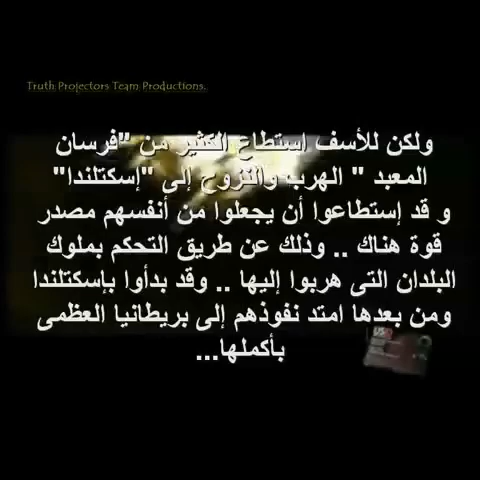 Truth Projectors Team Productions.
ولكن للأسف استطاع الكثير من "فرسان
المعبد " الهرب والنزوح إلى "إسكتلندا"
و قد إستطاعوا أن يجعلوا من أنفسهم مصدر
قوة هناك .. وذلك عن طريق التحكم بملوك
البلدان التى هربوا إليها .. وقد بدأوا بإسكتلندا
ومن بعدها امتد نفوذهم إلى بريطانيا العظمى
بأكملها...